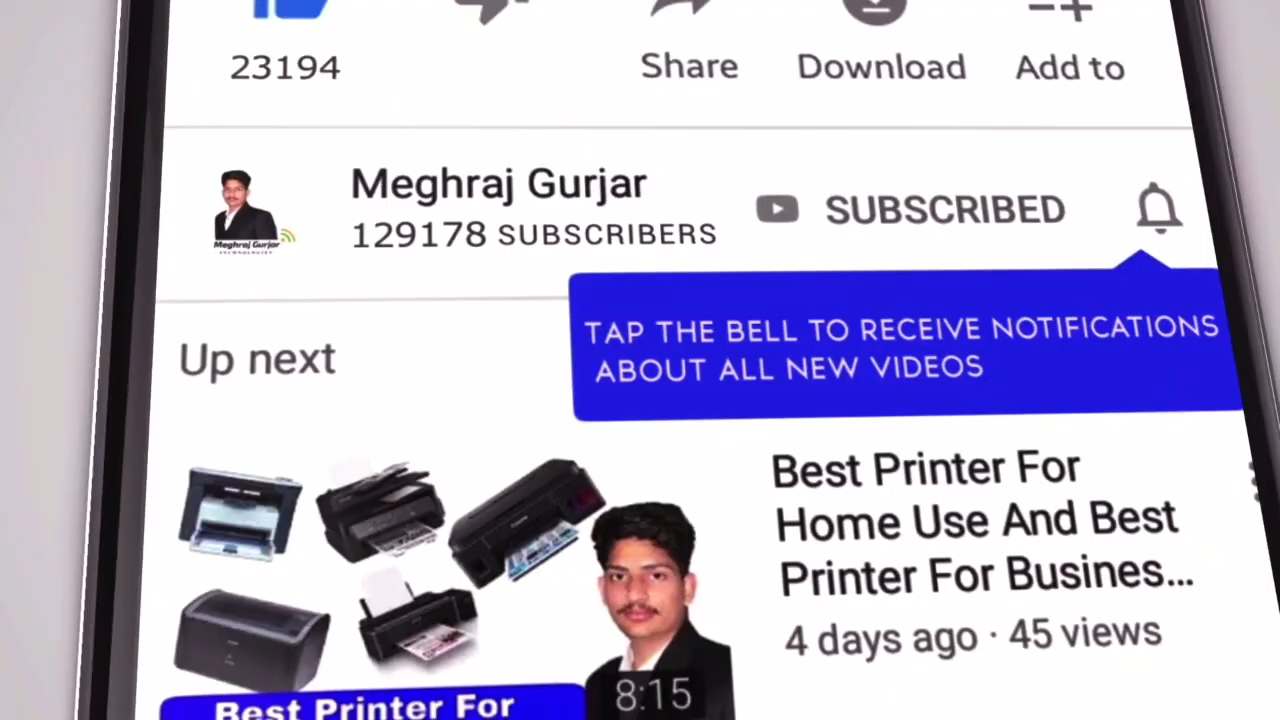 23194
Share
Download
Add to
Meghraj Gurjar
129178 SUBSCRIBERS
SUBSCRIBED
Meghraj Gurjar
TAP THE BELL TO RECEIVE NOTIFICATIONS
ABOUT ALL NEW VIDEOS
Up next
Best Printer For
Home Use And Best
Printer For Busines...
4 days ago · 45 views
8:15
Best Printer For